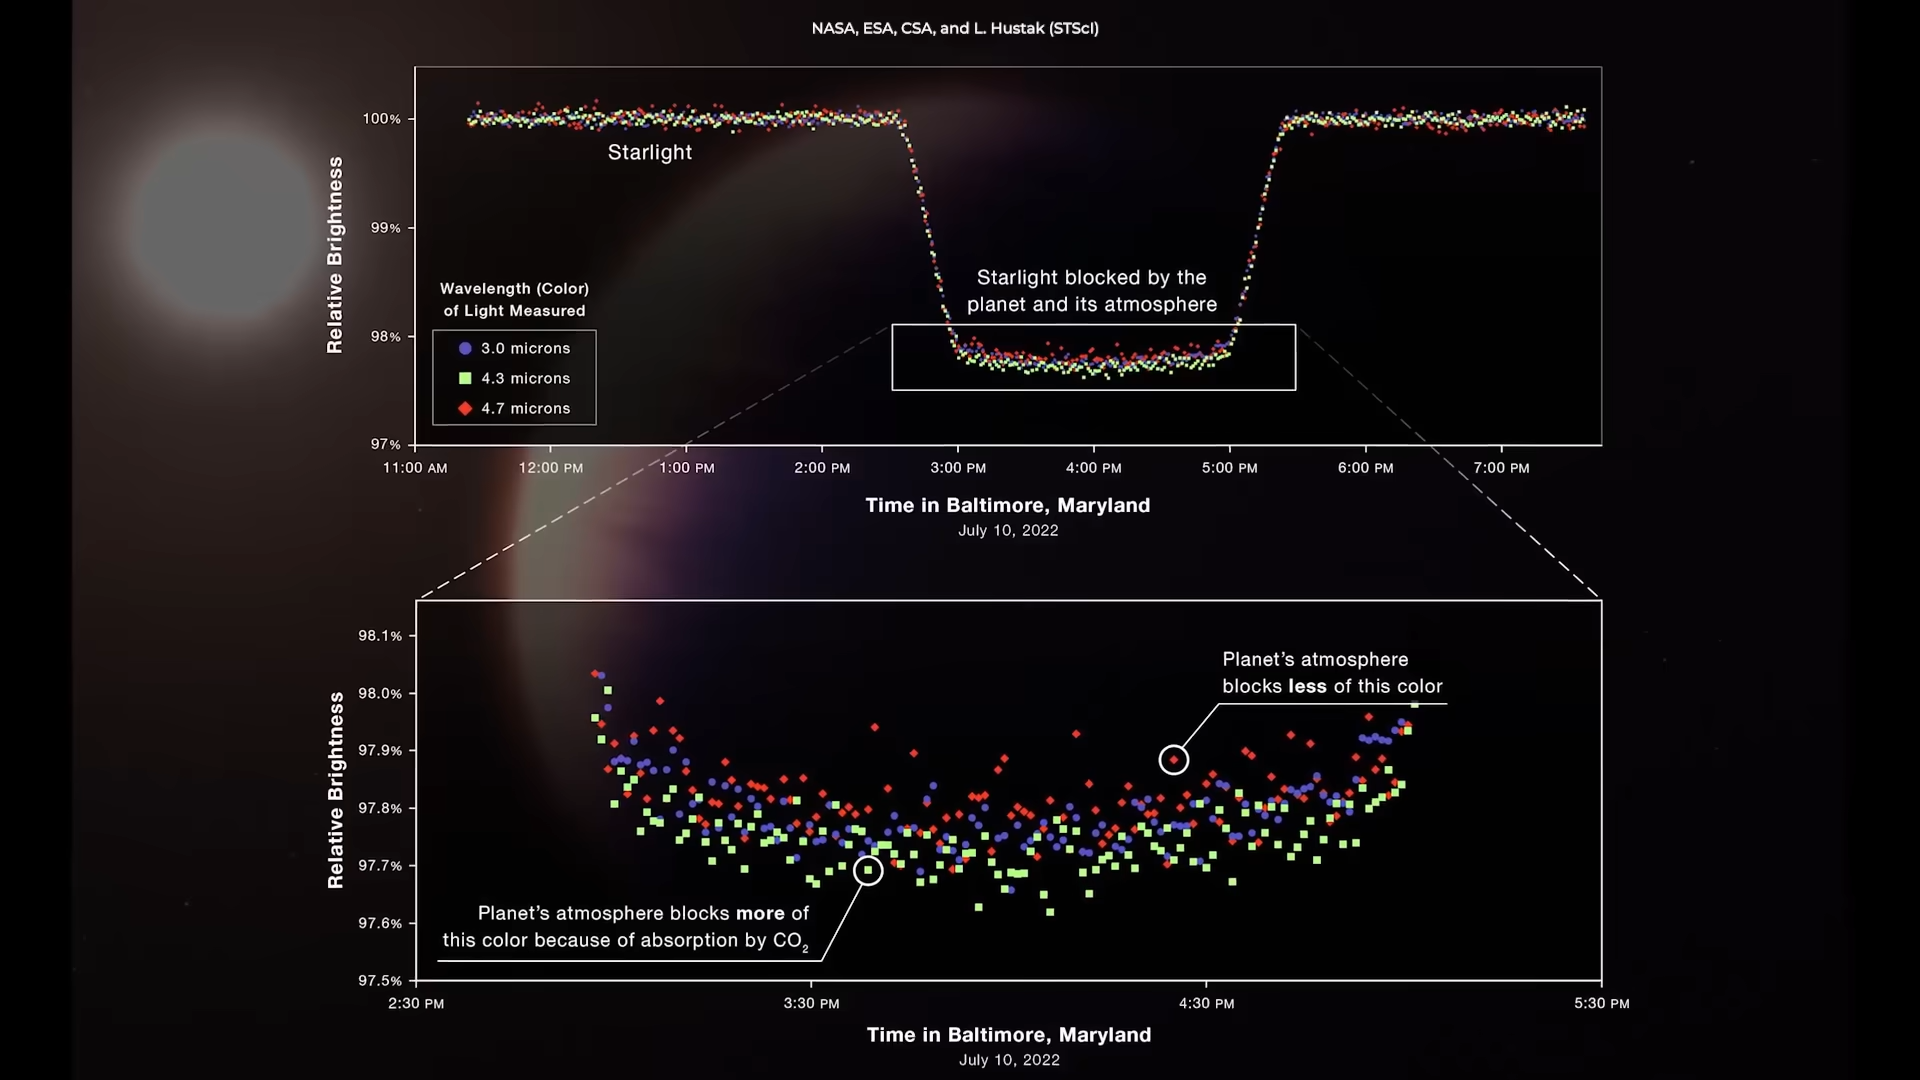 NASA, ESA, CSA, and L. Hustak (STScI)
Relative Brightness
100%
99%
98%
97%
Starlight
Starlight blocked by the
planet and its atmosphere
Wavelength (Color)
of Light Measured
3.0 microns
4.3 microns
4.7 microns
11:00 AM
12:00 PM
1:00 PM
2:00 PM
3:00 PM
4:00 PM
5:00 PM
6:00 PM
7:00 PM
Time in Baltimore, Maryland
July 10, 2022
Relative Brightness
98.1%
98.0%
97.9%
97.8%
97.7%
97.6%
97.5%
Planet’s atmosphere
blocks less of this color
Planet’s atmosphere blocks more of
this color because of absorption by CO₂
2:30 PM
3:30 PM
4:30 PM
5:30 PM
Time in Baltimore, Maryland
July 10, 2022